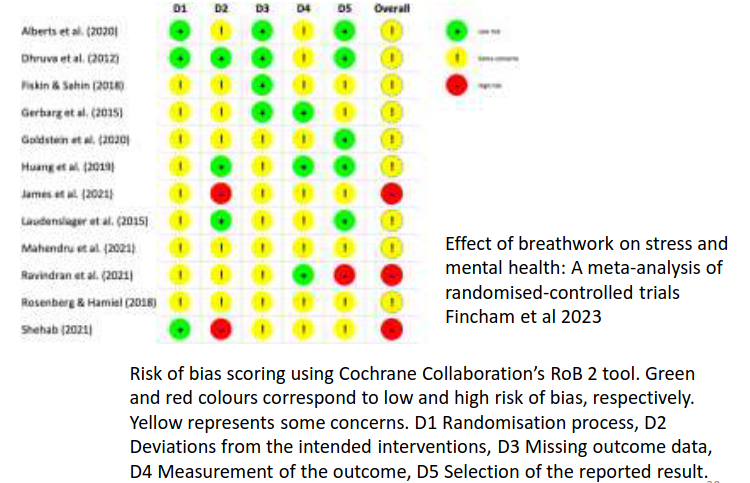 D1 D2 D3 D4 D5 Overall
Alberts et al. (2020) + ! + ! + !
Dhruva et al. (2012) + + + ! + !
Fiskin & Sahin (2018) ! ! + ! ! !
Gerbarg et al. (2015) ! ! + + ! !
Goldstein et al. (2020) ! ! ! ! + !
Huang et al. (2019) ! + ! + + !
James et al. (2021) ! - ! ! ! -
Laudenslager et al. (2015) ! + ! ! + !
Mahendru et al. (2021) ! ! ! ! ! !
Ravindran et al. (2021) ! ! ! + - -
Rosenberg & Hamiel (2018) ! ! ! ! ! !
Shehab (2021) + - ! ! ! -
+ Low risk
! Some concerns
- High risk
Effect of breathwork on stress and
mental health: A meta-analysis of
randomised-controlled trials
Fincham et al 2023
Risk of bias scoring using Cochrane Collaboration’s RoB 2 tool. Green
and red colours correspond to low and high risk of bias, respectively.
Yellow represents some concerns. D1 Randomisation process, D2
Deviations from the intended interventions, D3 Missing outcome data,
D4 Measurement of the outcome, D5 Selection of the reported result.